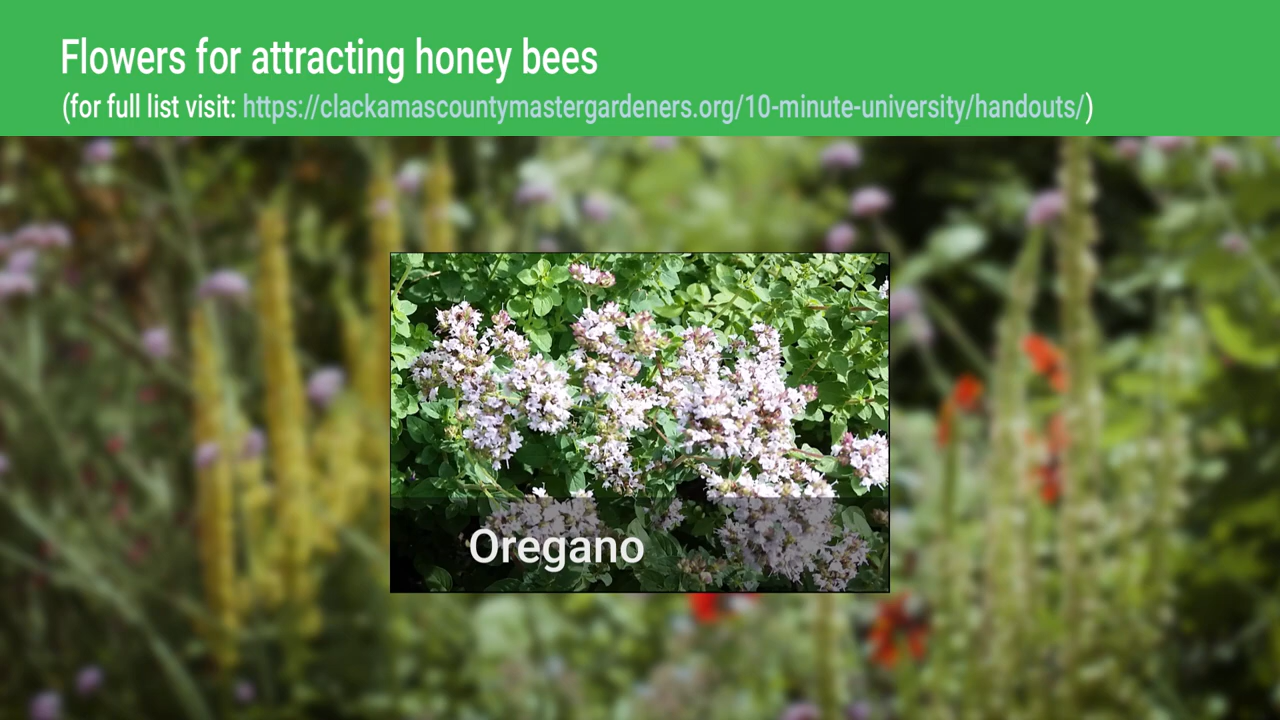 Flowers for attracting honey bees
(for full list visit: https://clackamascountymastergardeners.org/10-minute-university/handouts/)
Oregano